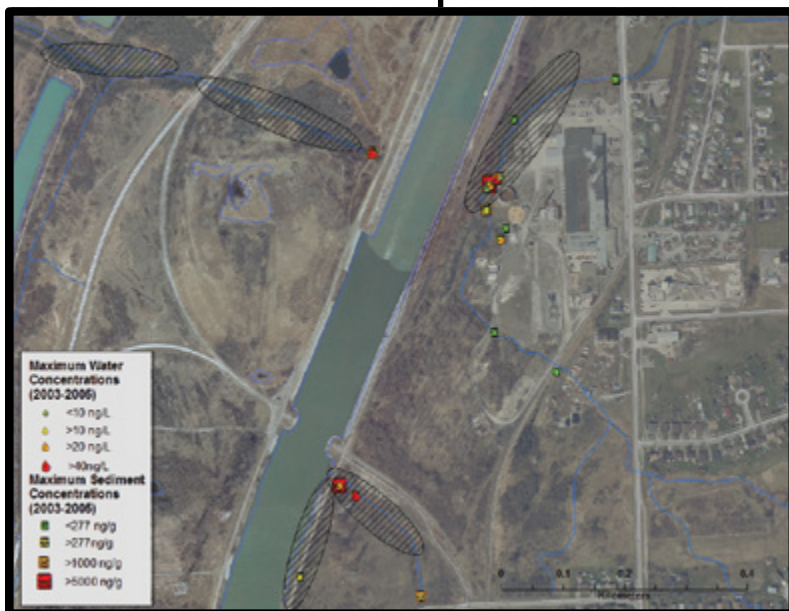 Maximum Water
Concentrations
(2003-2005)
<10 ng/L
>10 ng/L
>20 ng/L
>40ng/L
Maximum Sediment
Concentrations
(2003-2005)
<277 ng/g
>277ng/g
>1000 ng/g
>5000 ng/g
0 0.1 0.2 0.4
Kilometers